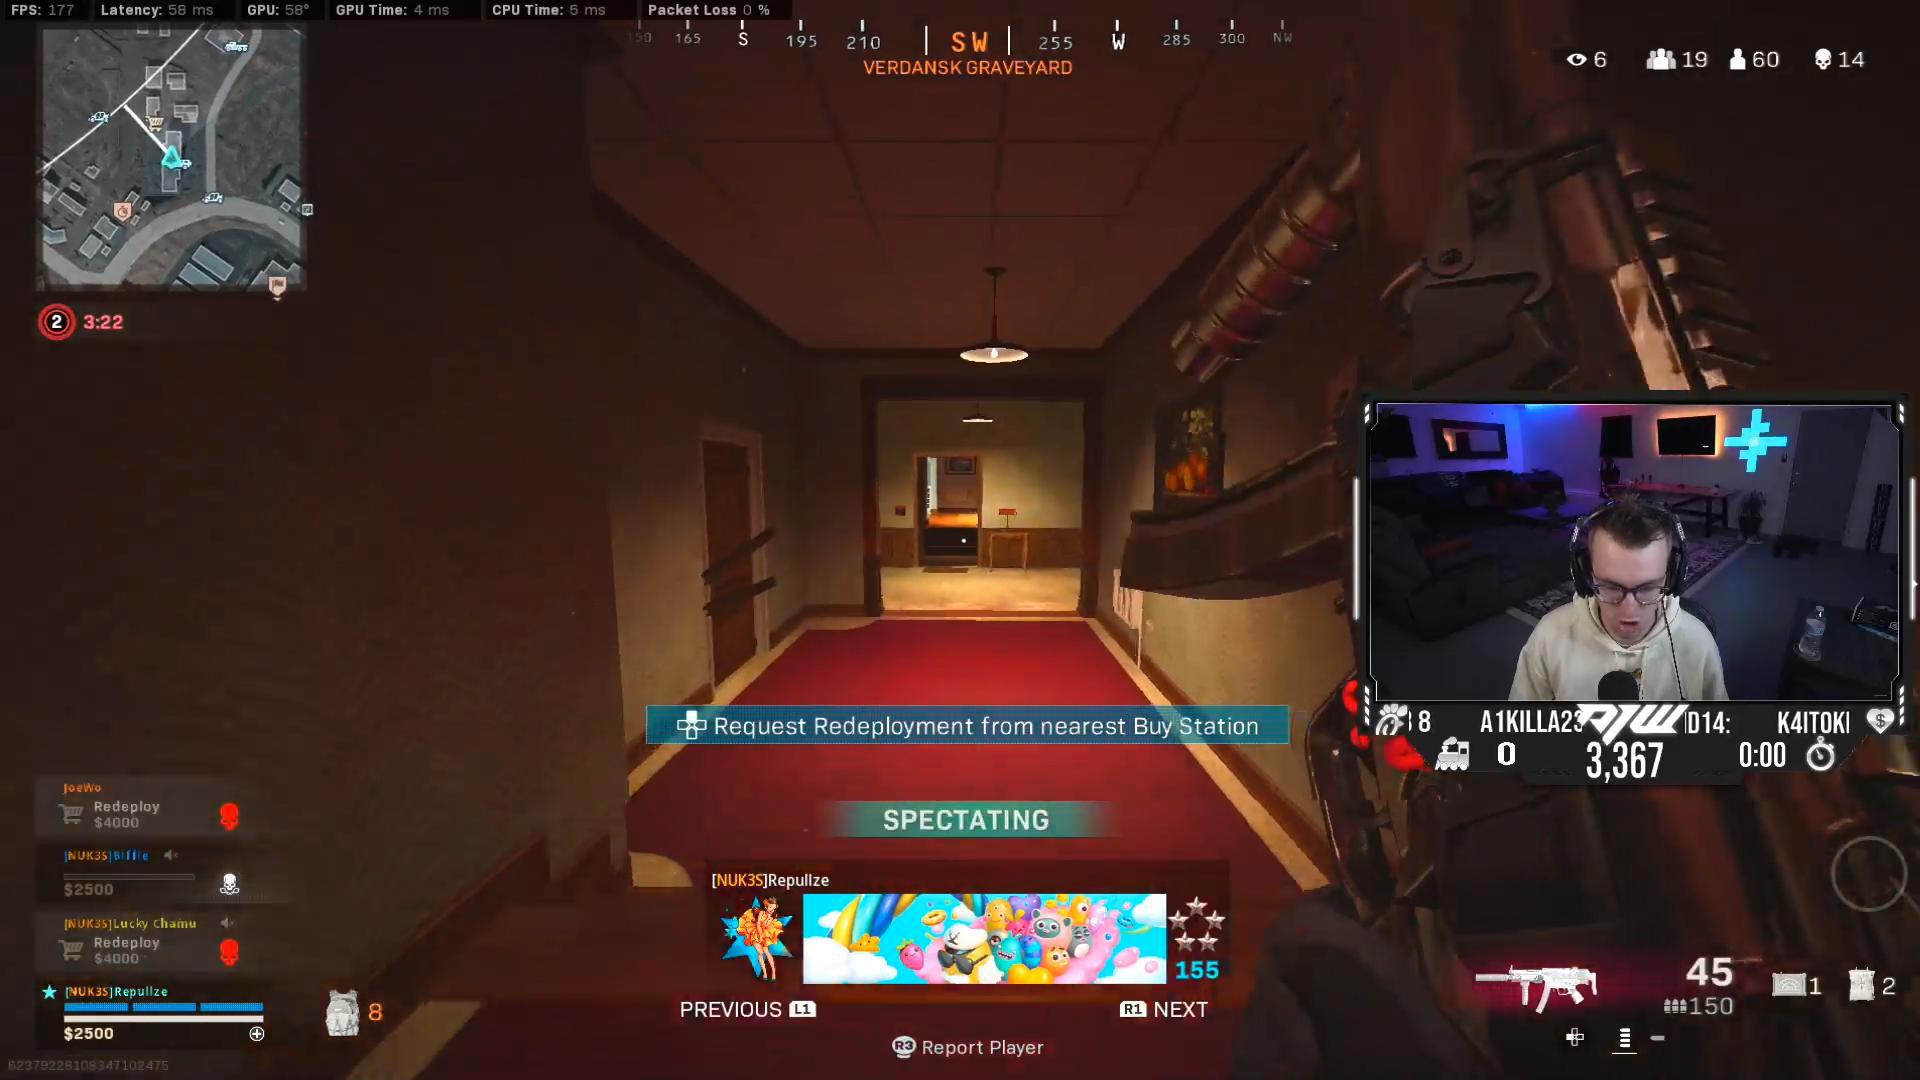 FPS: 177 Latency: 58 ms GPU: 58° GPU Time: 4 ms CPU Time: 5 ms Packet Loss 0 %
150 165 S 195 210 SW 255 W 285 300 NW
VERDANSK GRAVEYARD
6 19 60 14
2 3:22
Request Redeployment from nearest Buy Station
8 A1KILLA23 D14: K4ITOKI
0 3,367 0:00
SPECTATING
JoeWo
Redeploy
$4000
[NUK3S]Biffle
$2500
[NUK3S]Lucky Chamu
Redeploy
$4000
[NUK3S]Repullze
$2500
8
[NUK3S]Repullze
155
PREVIOUS L1
R1 NEXT
R3 Report Player
45
150
1 2
62379228108347102475